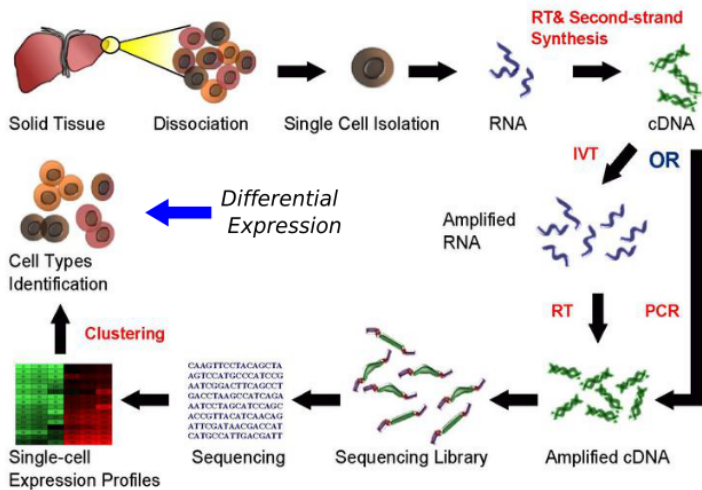 RT& Second-strand
Synthesis
Solid Tissue
Dissociation
Single Cell Isolation
RNA
cDNA
IVT
OR
Differential
Expression
Amplified
RNA
Cell Types
Identification
RT
PCR
Clustering
CAAGTTCCTACAGCTA
AGTCCATGCCCATCCG
AATCGGACTTCAGCCT
GACCTAAGCCATCAGA
AATCCTAGCATCCAGC
ACCGTTACATCAACAG
ATTCGATAACGACCAT
CATGCCATTGACGATT
Single-cell
Expression Profiles
Sequencing
Sequencing Library
Amplified cDNA